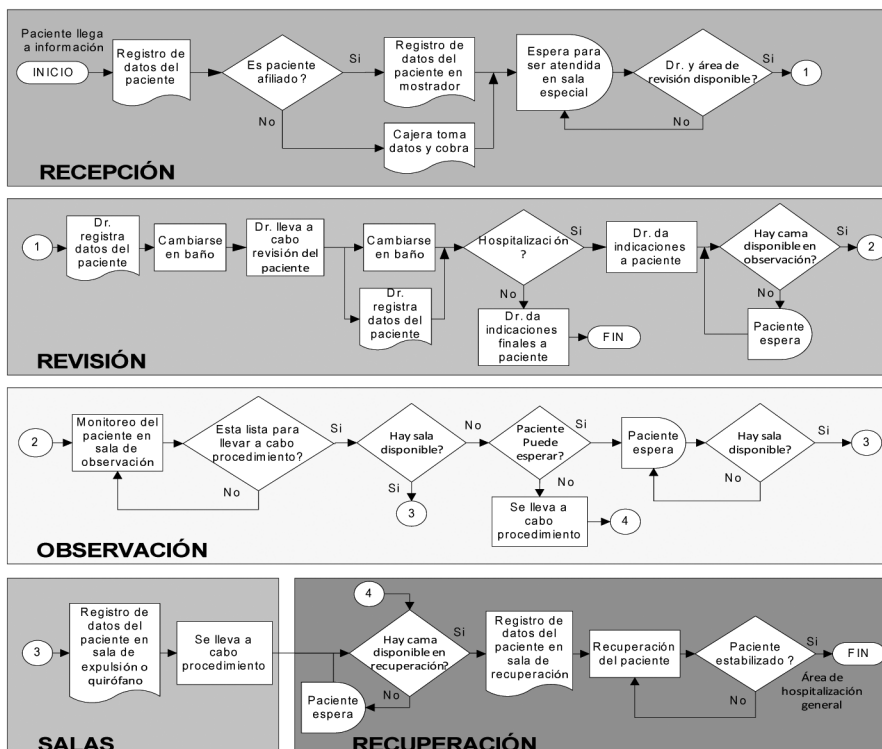 Paciente llega
a información
INICIO
Registro de
datos del
paciente
Es paciente
afiliado ?
Si
No
Registro de
datos del
paciente en
mostrador
Cajera toma
datos y cobra
Espera para
ser atendida
en sala
especial
Dr. y área de
revisión disponible?
Si
No
1
RECEPCIÓN
1
Dr.
registra
datos del
paciente
Cambiarse
en baño
Dr. lleva a
cabo
revisión del
paciente
Cambiarse
en baño
Dr.
registra
datos del
paciente
Hospitalización
?
Si
No
Dr. da
indicaciones
finales a
paciente
FIN
Dr. da
indicaciones
a paciente
Hay cama
disponible en
observación?
Si
No
Paciente
espera
2
REVISIÓN
2
Monitoreo del
paciente en
sala de
observación
Esta lista para
llevar a cabo
procedimiento?
Si
No
Hay sala
disponible?
No
Si
3
Paciente
Puede
esperar?
Si
No
Se lleva a
cabo
procedimiento
4
Paciente
espera
Hay sala
disponible?
Si
No
3
OBSERVACIÓN
3
Registro de
datos del
paciente en
sala de
expulsión o
quirófano
Se lleva a
cabo
procedimiento
SALAS
4
Hay cama
disponible en
recuperación?
Si
No
Paciente
espera
Registro de
datos del
paciente en
sala de
recuperación
Recuperación
del paciente
Paciente
estabilizado ?
Si
No
FIN
Área de
hospitalización
general
RECUPERACIÓN